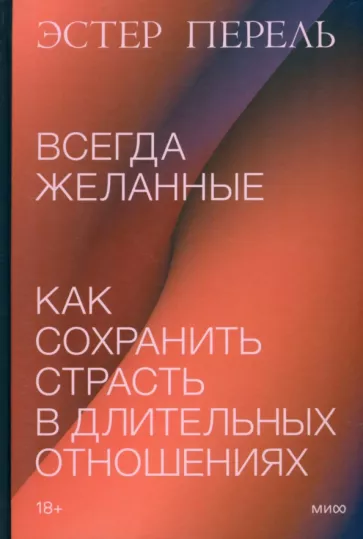 ЭСТЕР ПЕРЕЛЬ
ВСЕГДА
ЖЕЛАННЫЕ
КАК
СОХРАНИТЬ
СТРАСТЬ
В ДЛИТЕЛЬНЫХ
ОТНОШЕНИЯХ
18+
МИФ